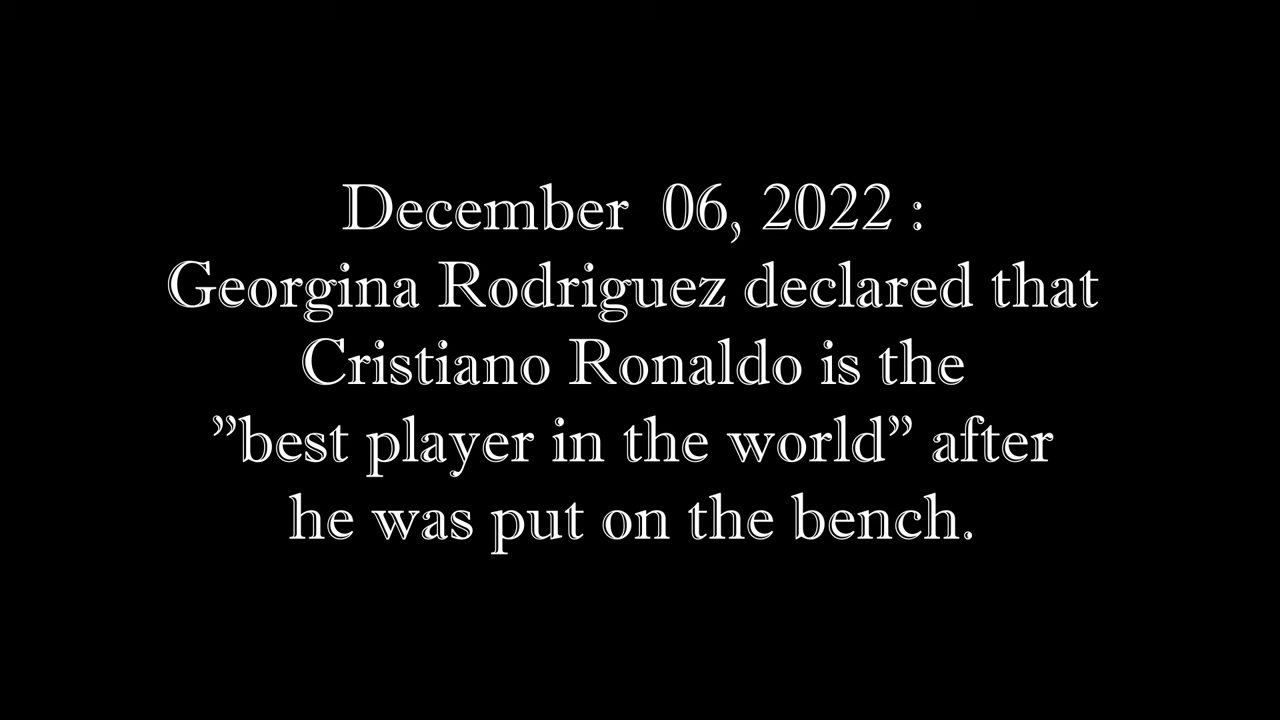 December  06, 2022 :
Georgina Rodriguez declared that
Cristiano Ronaldo is the
”best player in the world” after
he was put on the bench.